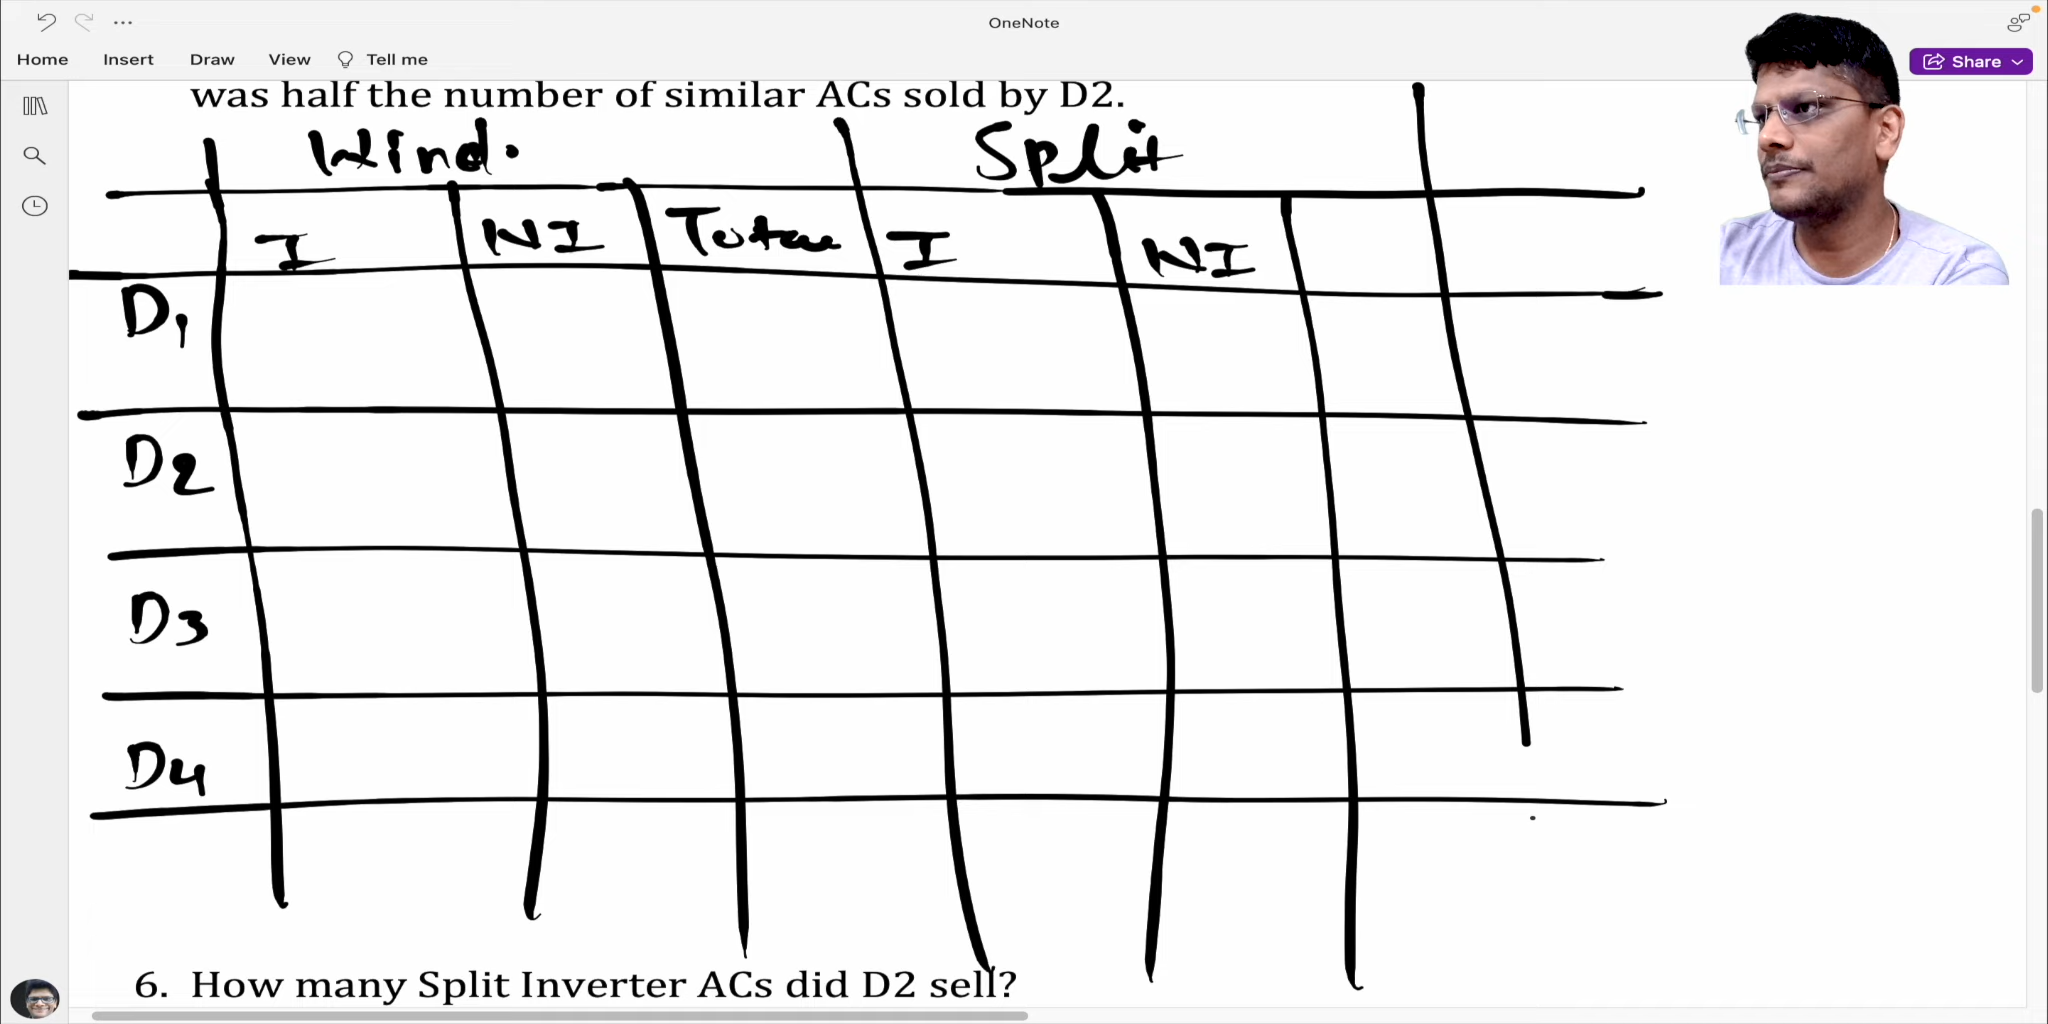 OneNote
Home Insert Draw View Tell me Share
was half the number of similar ACs sold by D2.
Wind. Split
I NI Total I NI
D1
D2
D3
D4
6. How many Split Inverter ACs did D2 sell?